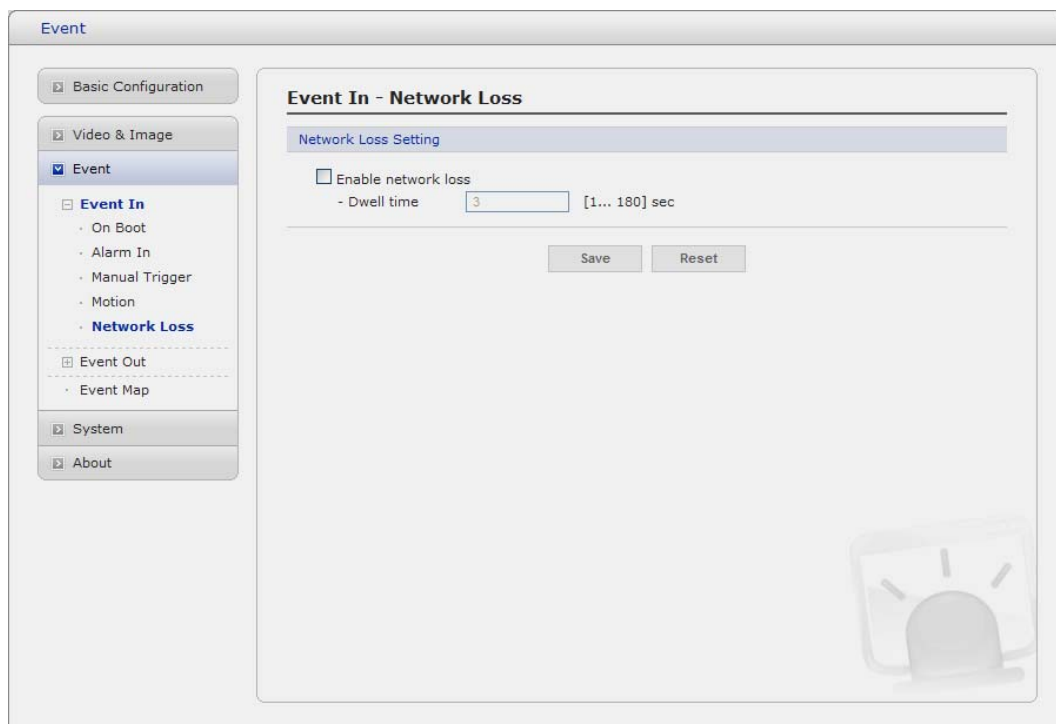 Event
Basic Configuration
Video & Image
Event
Event In
On Boot
Alarm In
Manual Trigger
Motion
Network Loss
Event Out
Event Map
System
About
Event In - Network Loss
Network Loss Setting
Enable network loss
- Dwell time 3 [1... 180] sec
Save Reset